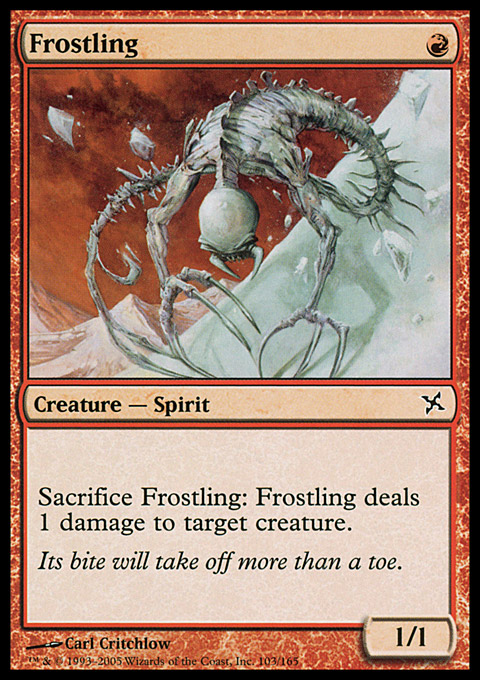 Frostling
Creature — Spirit
Sacrifice Frostling: Frostling deals
1 damage to target creature.
Its bite will take off more than a toe.
1/1
Carl Critchlow
™ & © 1993–2005 Wizards of the Coast, Inc. 103/165